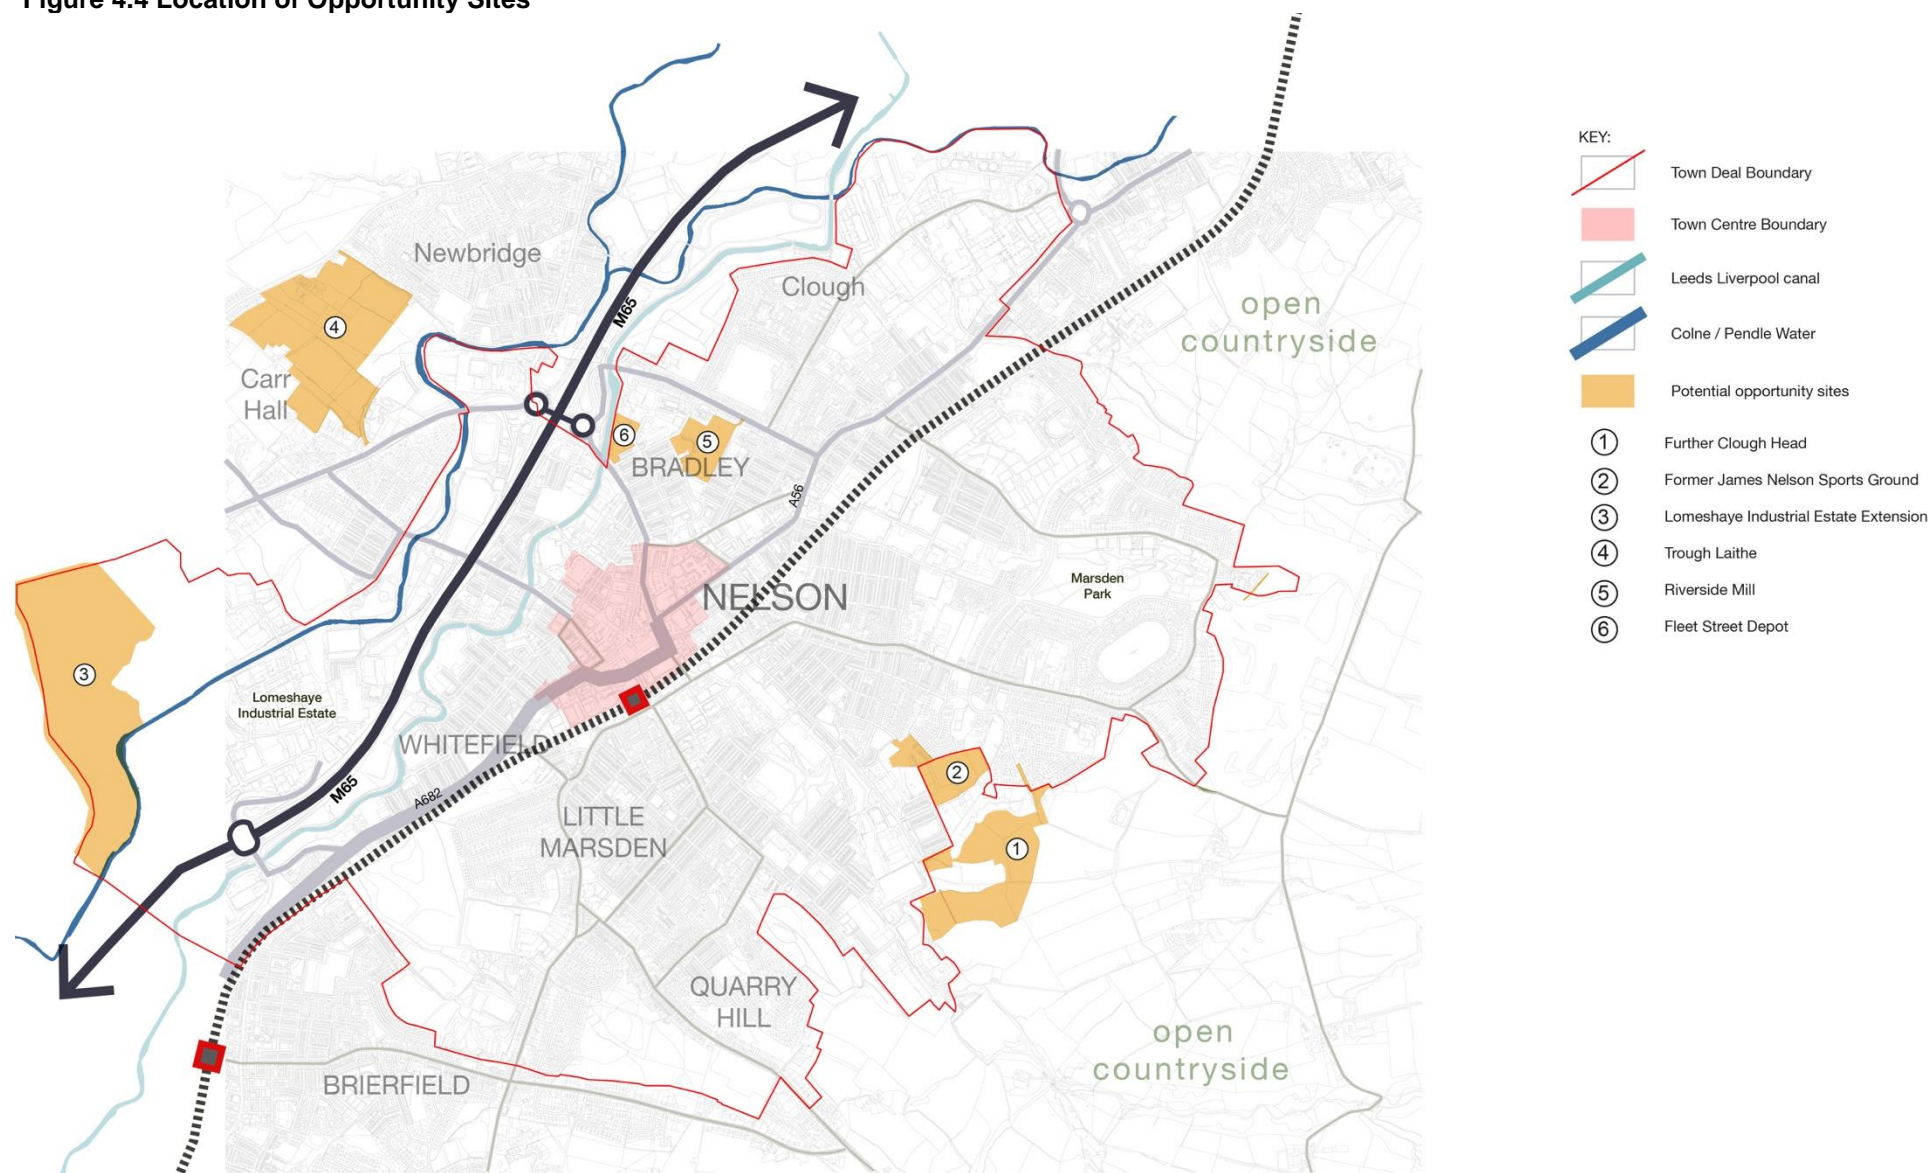 Figure 4.4 Location of Opportunity Sites
Newbridge
Clough
open
countryside
M65
4
Carr
Hall
6
5
BRADLEY
A56
NELSON
Marsden
Park
3
Lomeshaye
Industrial Estate
WHITEFIELD
M65
A682
2
LITTLE
MARSDEN
1
QUARRY
HILL
open
countryside
BRIERFIELD
KEY:
Town Deal Boundary
Town Centre Boundary
Leeds Liverpool canal
Colne / Pendle Water
Potential opportunity sites
1 Further Clough Head
2 Former James Nelson Sports Ground
3 Lomeshaye Industrial Estate Extension
4 Trough Laithe
5 Riverside Mill
6 Fleet Street Depot